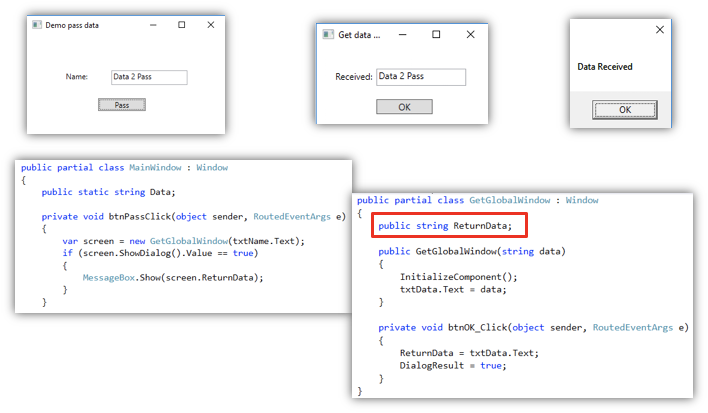 Demo pass data
Name: Data 2 Pass
Pass
Get data ...
Received: Data 2 Pass
OK
Data Received
OK
public partial class MainWindow : Window
{
    public static string Data;

    private void btnPassClick(object sender, RoutedEventArgs e)
    {
        var screen = new GetGlobalWindow(txtName.Text);
        if (screen.ShowDialog().Value == true)
        {
            MessageBox.Show(screen.ReturnData);
        }
    }
public partial class GetGlobalWindow : Window
{
    public string ReturnData;

    public GetGlobalWindow(string data)
    {
        InitializeComponent();
        txtData.Text = data;
    }

    private void btnOK_Click(object sender, RoutedEventArgs e)
    {
        ReturnData = txtData.Text;
        DialogResult = true;
    }
}